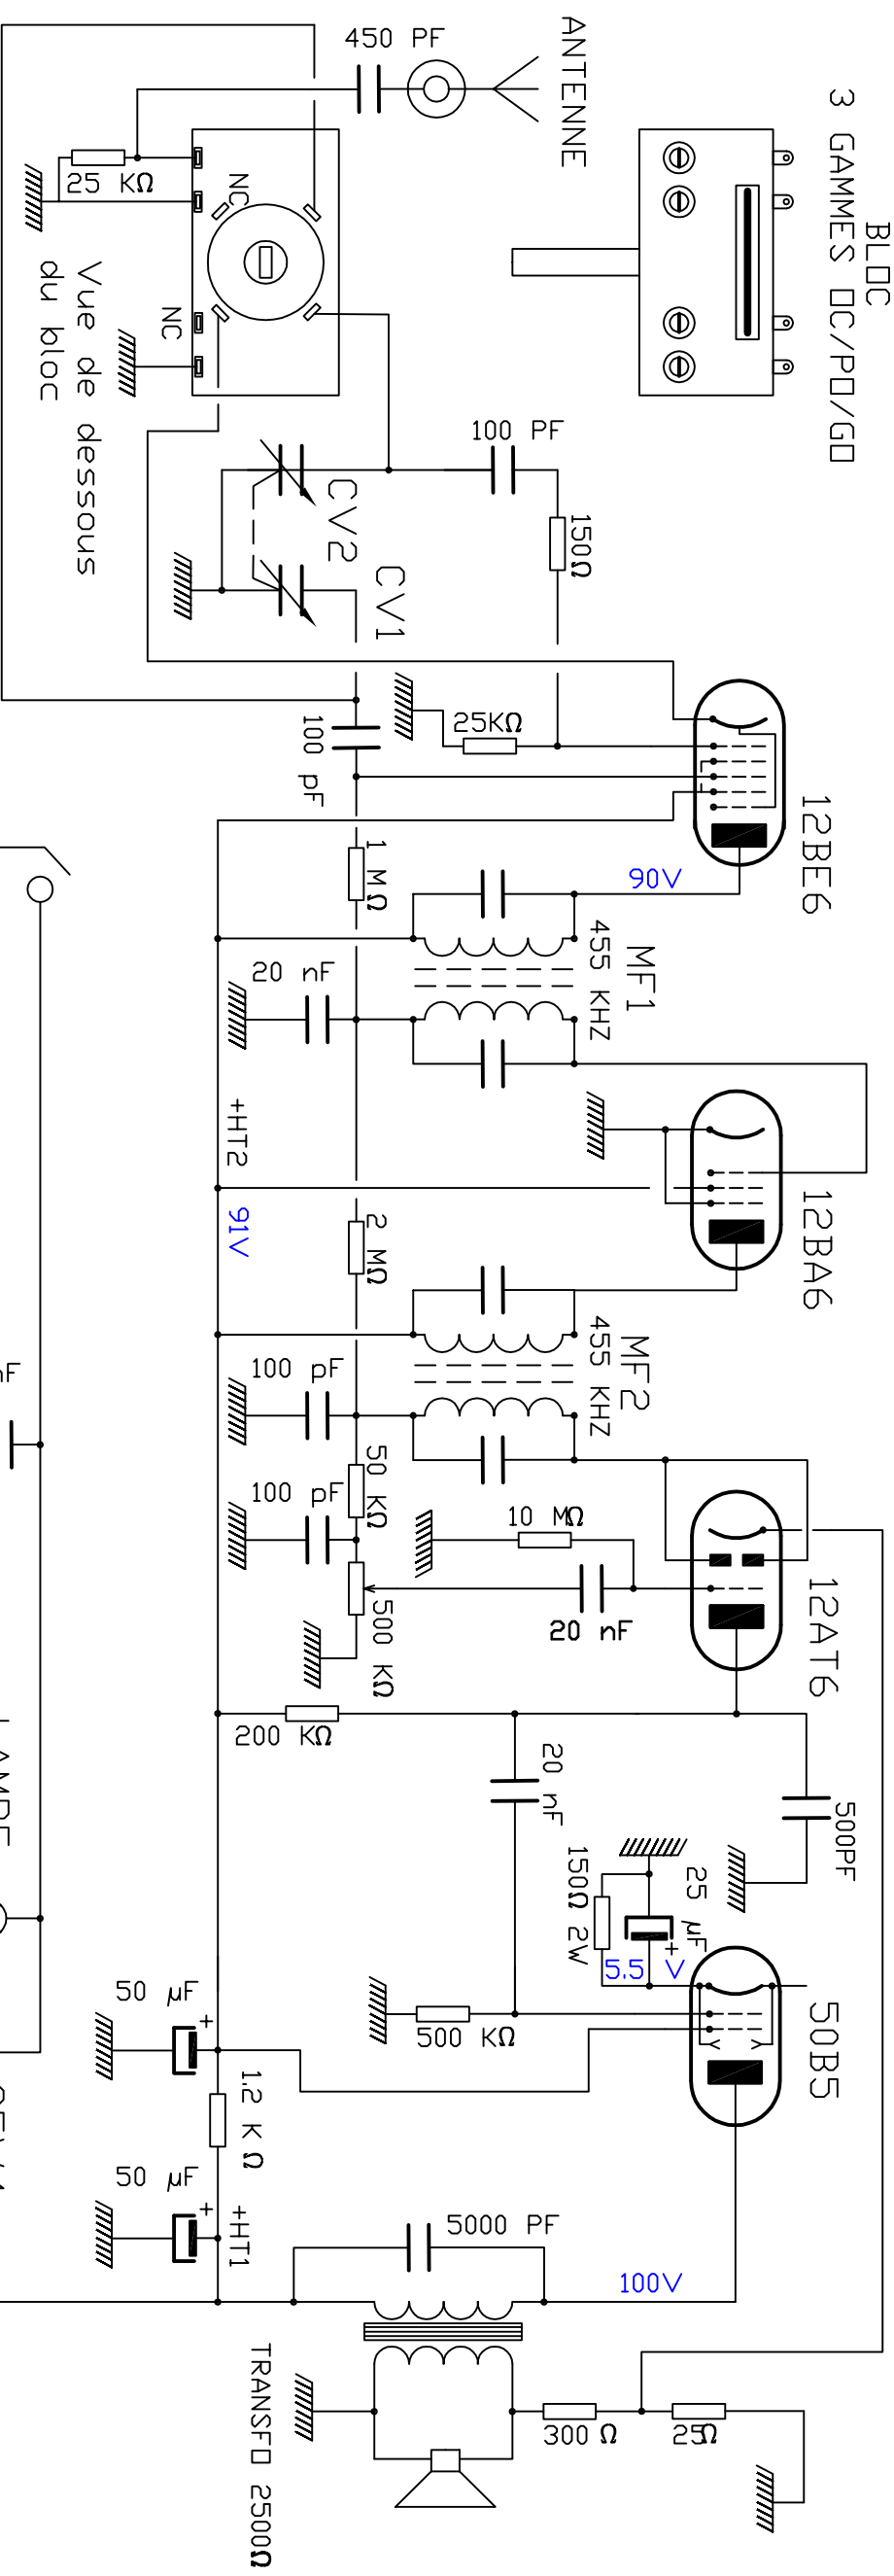 BLOC
3 GAMMES OC/PO/GO
ANTENNE
450 PF
25 KΩ
NC
NC
Vue de dessous
du bloc
100 PF
150Ω
CV2
CV1
25KΩ
100 pF
12BE6
1 MΩ
90V
MF1
455 KHZ
20 nF
+HT2
91V
12BA6
2 MΩ
MF2
455 KHZ
100 pF
50 KΩ
100 pF
10 MΩ
20 nF
500 KΩ
12AT6
200 KΩ
20 nF
500PF
25 µF
+
150Ω 2W
5.5 V
500 KΩ
50B5
50 µF
+
1,2 K Ω
50 µF
+
+HT1
5000 PF
100V
TRANSFO 2500Ω
300 Ω
25Ω